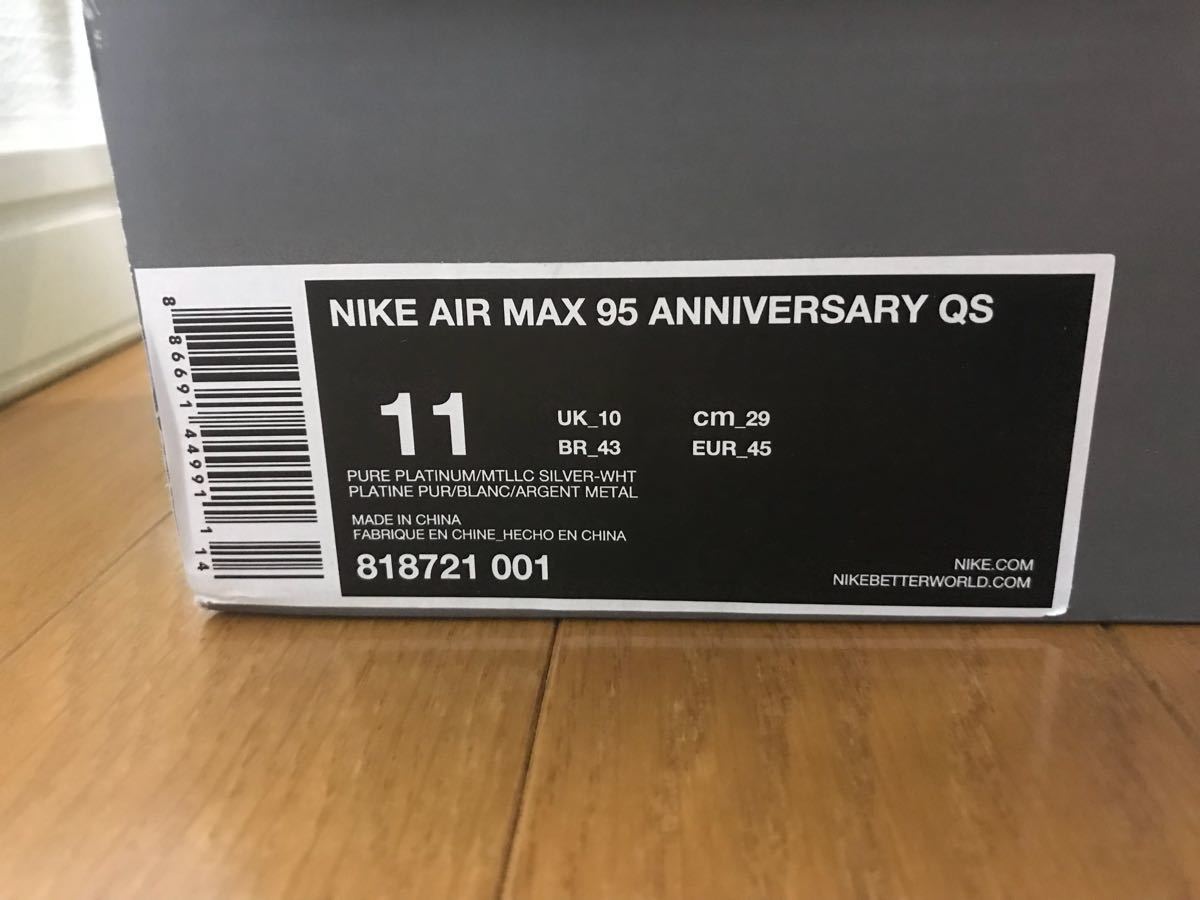 NIKE AIR MAX 95 ANNIVERSARY QS
11
UK_10 cm_29
BR_43 EUR_45
PURE PLATINUM/MTLLC SILVER-WHT
PLATINE PUR/BLANC/ARGENT METAL
MADE IN CHINA
FABRIQUE EN CHINE_HECHO EN CHINA
818721 001
NIKE.COM
NIKEBETTERWORLD.COM
8 86691 44991 1 14